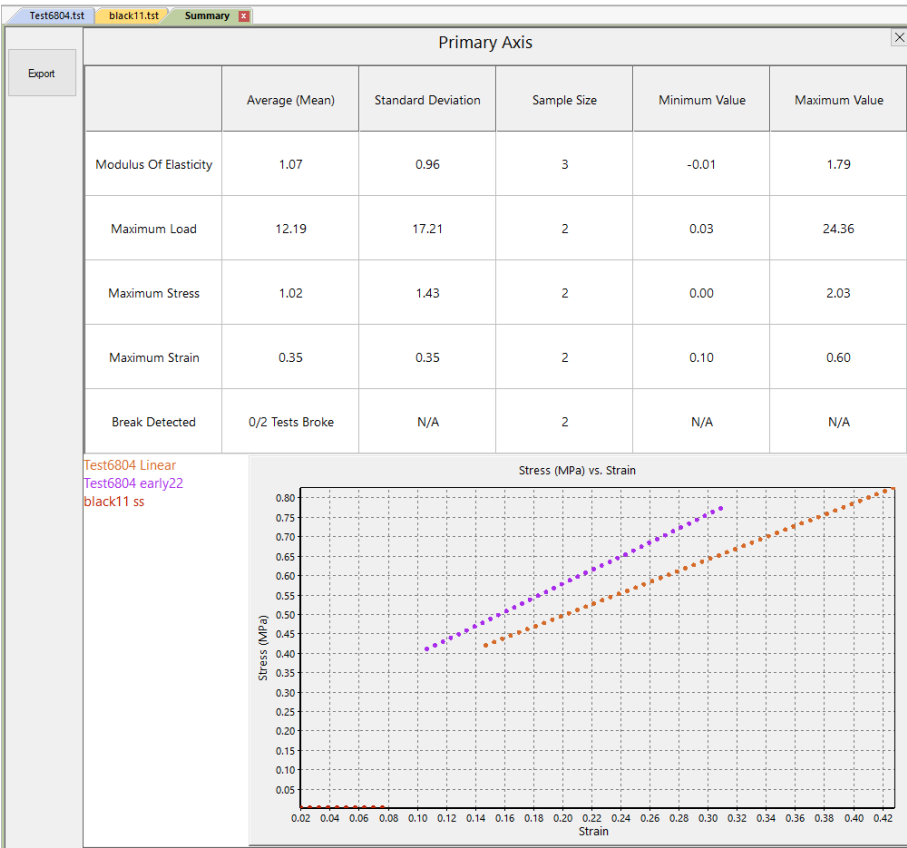 Test6804.tst black11.tst Summary x
Primary Axis
Export
Average (Mean) Standard Deviation Sample Size Minimum Value Maximum Value
Modulus Of Elasticity 1.07 0.96 3 -0.01 1.79
Maximum Load 12.19 17.21 2 0.03 24.36
Maximum Stress 1.02 1.43 2 0.00 2.03
Maximum Strain 0.35 0.35 2 0.10 0.60
Break Detected 0/2 Tests Broke N/A 2 N/A N/A
Test6804 Linear
Test6804 early22
black11 ss
Stress (MPa) vs. Strain
Stress (MPa)
0.80
0.75
0.70
0.65
0.60
0.55
0.50
0.45
0.40
0.35
0.30
0.25
0.20
0.15
0.10
0.05
0.02 0.04 0.06 0.08 0.10 0.12 0.14 0.16 0.18 0.20 0.22 0.24 0.26 0.28 0.30 0.32 0.34 0.36 0.38 0.40 0.42
Strain